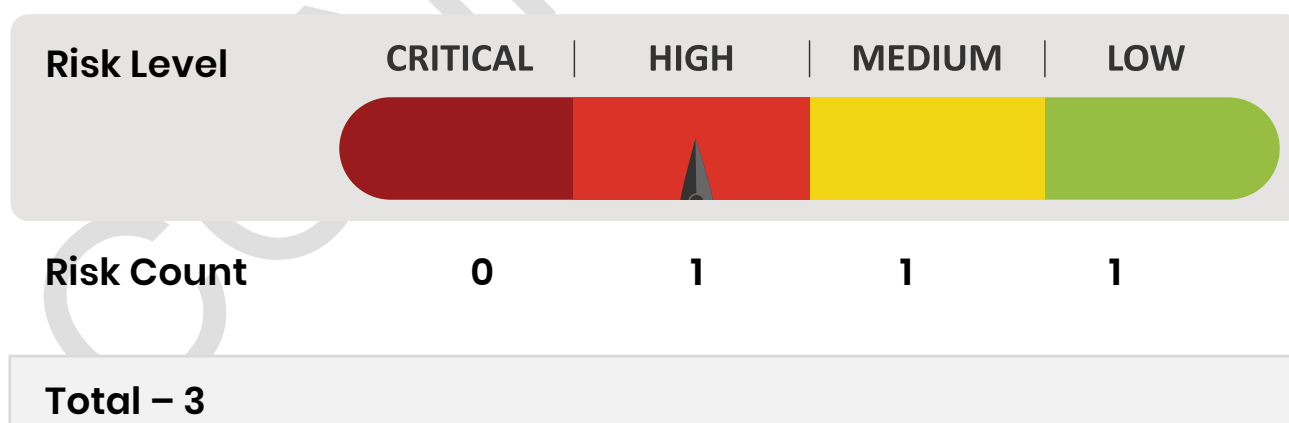 Risk Level CRITICAL | HIGH | MEDIUM | LOW
Risk Count 0 1 1 1
Total – 3